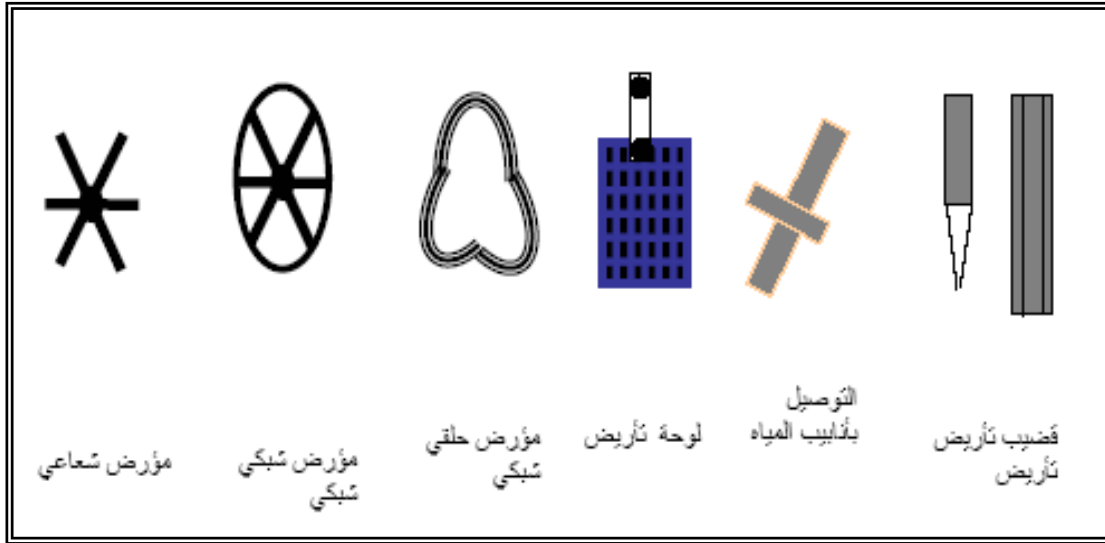 قضيب تأريض
تأريض
التوصيل
بأنابيب المياه
لوحة تأريض
مؤرض حلقي
شبكي
مؤرض شبكي
شبكي
مؤرض شعاعي